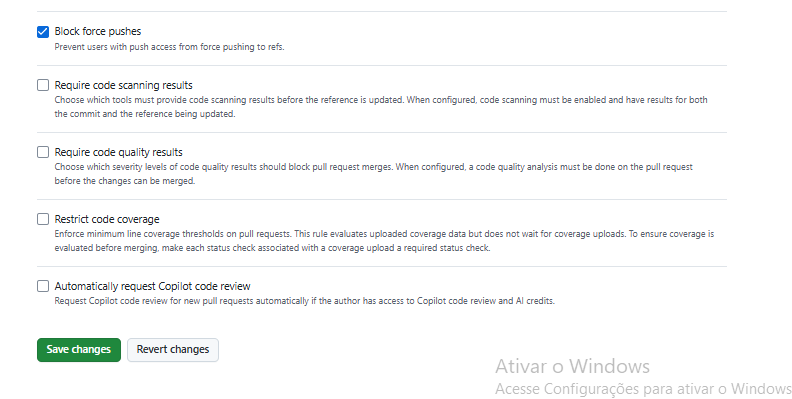 Block force pushes
Prevent users with push access from force pushing to refs.
Require code scanning results
Choose which tools must provide code scanning results before the reference is updated. When configured, code scanning must be enabled and have results for both
the commit and the reference being updated.
Require code quality results
Choose which severity levels of code quality results should block pull request merges. When configured, a code quality analysis must be done on the pull request
before the changes can be merged.
Restrict code coverage
Enforce minimum line coverage thresholds on pull requests. This rule evaluates uploaded coverage data but does not wait for coverage uploads. To ensure coverage is
evaluated before merging, make each status check associated with a coverage upload a required status check.
Automatically request Copilot code review
Request Copilot code review for new pull requests automatically if the author has access to Copilot code review and AI credits.
Save changes Revert changes
Ativar o Windows
Acesse Configurações para ativar o Windows